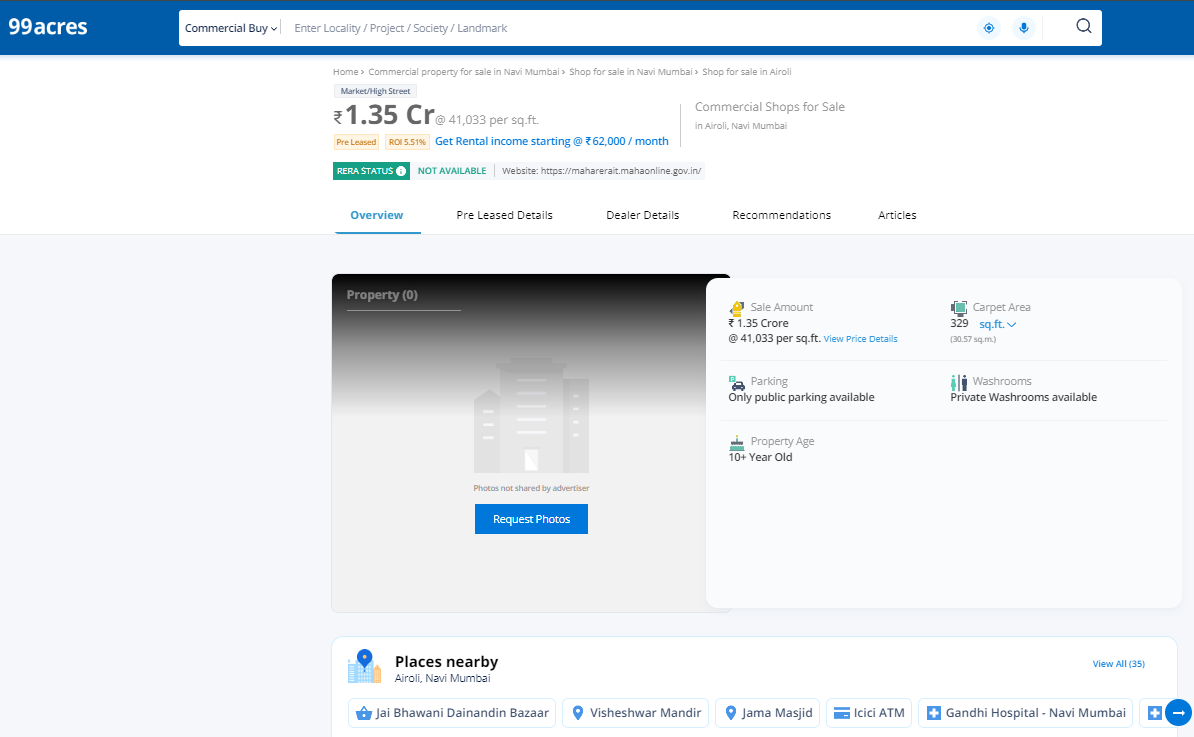 99acres
Commercial Buy
Enter Locality / Project / Society / Landmark
Home › Commercial property for sale in Navi Mumbai › Shop for sale in Navi Mumbai › Shop for sale in Airoli
Market/High Street
₹1.35 Cr @ 41,033 per sq.ft.
Commercial Shops for Sale
in Airoli, Navi Mumbai
Pre Leased ROI 5.51% Get Rental income starting @ ₹62,000 / month
RERA STATUS NOT AVAILABLE Website: https://maharerait.mahaonline.gov.in/
Overview Pre Leased Details Dealer Details Recommendations Articles
Property (0)
Photos not shared by advertiser
Request Photos
Sale Amount
₹ 1.35 Crore
@ 41,033 per sq.ft. View Price Details
Carpet Area
329 sq.ft.
(30.57 sq.m.)
Parking
Only public parking available
Washrooms
Private Washrooms available
Property Age
10+ Year Old
Places nearby
Airoli, Navi Mumbai
View All (35)
Jai Bhawani Dainandin Bazaar Visheshwar Mandir Jama Masjid Icici ATM Gandhi Hospital - Navi Mumbai